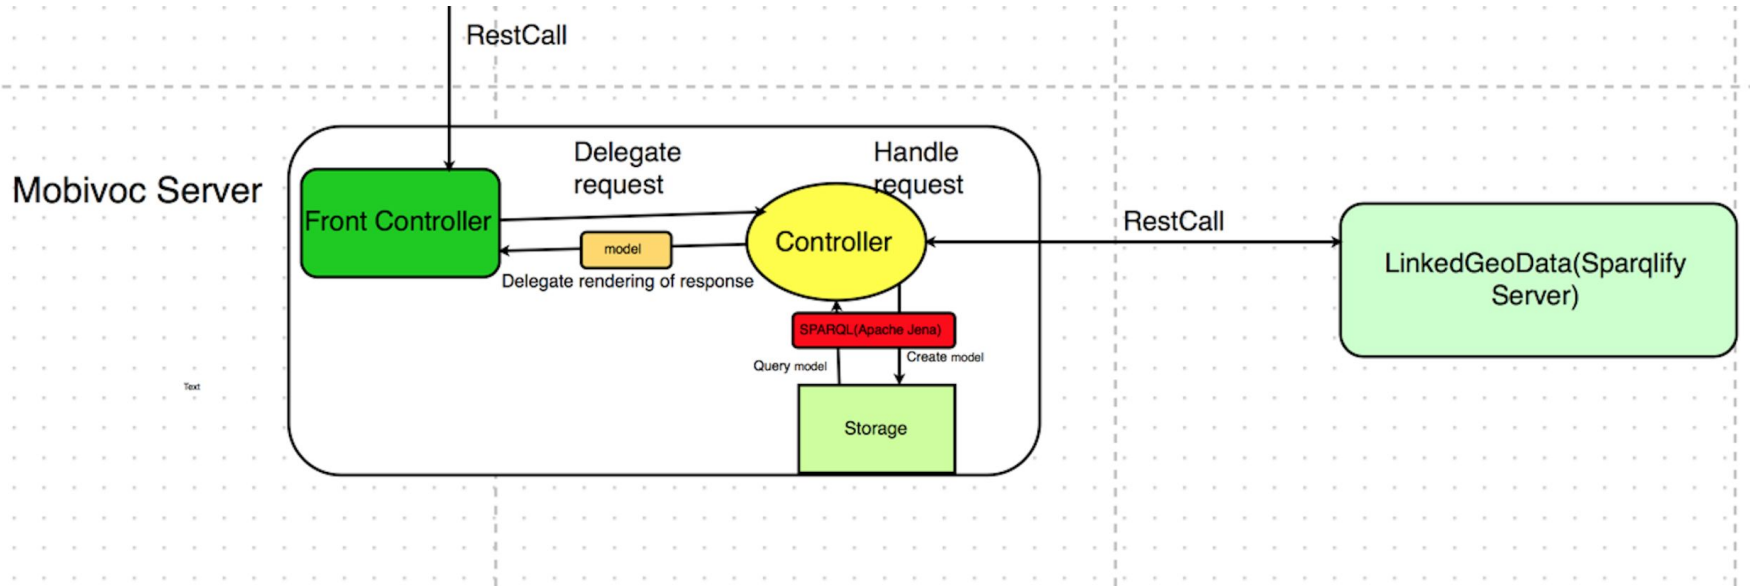 RestCall
Delegate
request
Handle
request
Mobivoc Server
Front Controller
model
Controller
RestCall
LinkedGeoData(Sparqlify
Server)
Delegate rendering of response
SPARQL(Apache Jena)
Query model
Create model
Text
Storage